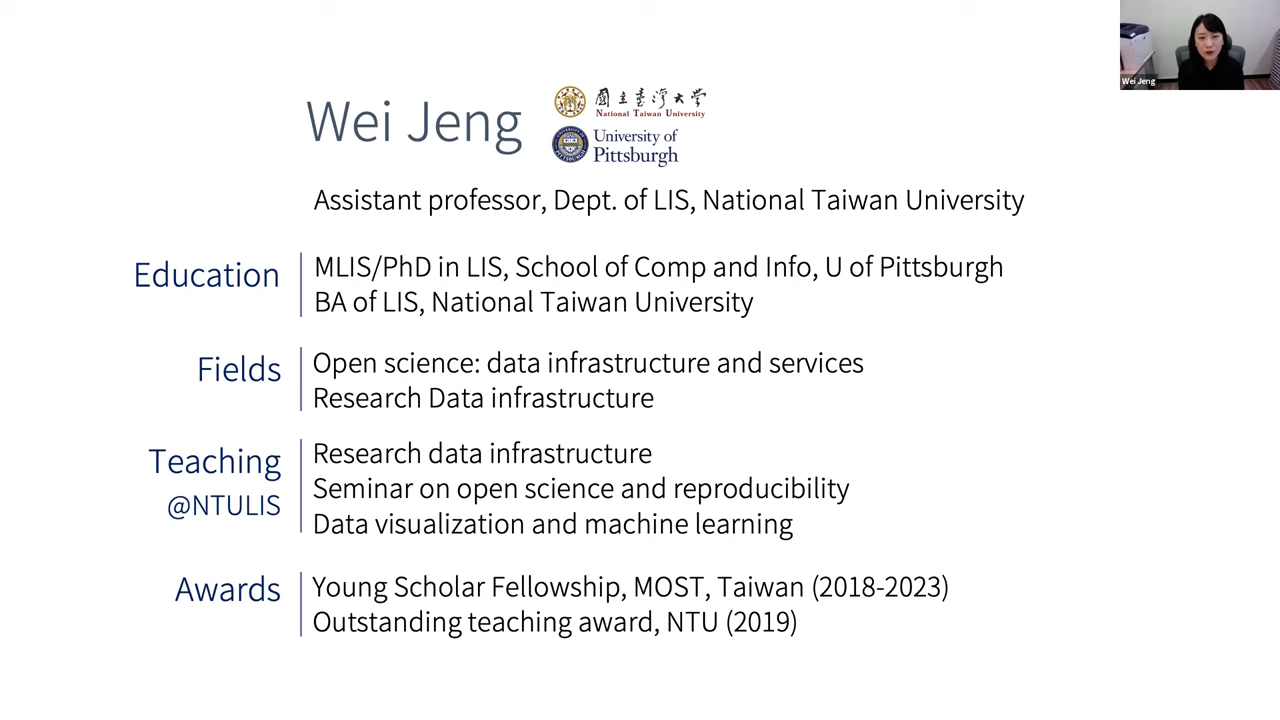 Wei Jeng
國立臺灣大學
National Taiwan University
University of
Pittsburgh
Wei Jeng
Assistant professor, Dept. of LIS, National Taiwan University
Education
MLIS/PhD in LIS, School of Comp and Info, U of Pittsburgh
BA of LIS, National Taiwan University
Fields
Open science: data infrastructure and services
Research Data infrastructure
Teaching
@NTULIS
Research data infrastructure
Seminar on open science and reproducibility
Data visualization and machine learning
Awards
Young Scholar Fellowship, MOST, Taiwan (2018-2023)
Outstanding teaching award, NTU (2019)